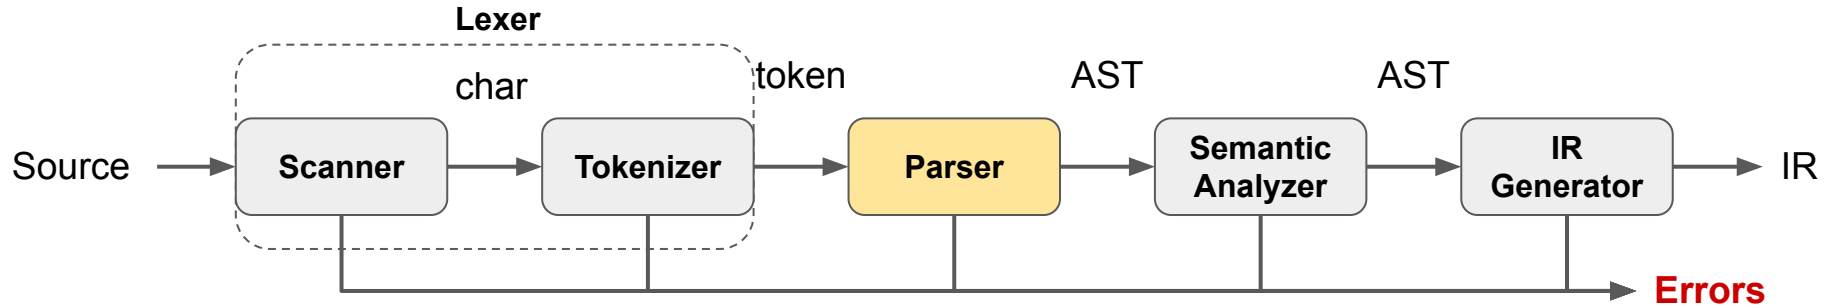 Lexer
char
token
AST
AST
Source
Scanner
Tokenizer
Parser
Semantic
Analyzer
IR
Generator
IR
Errors